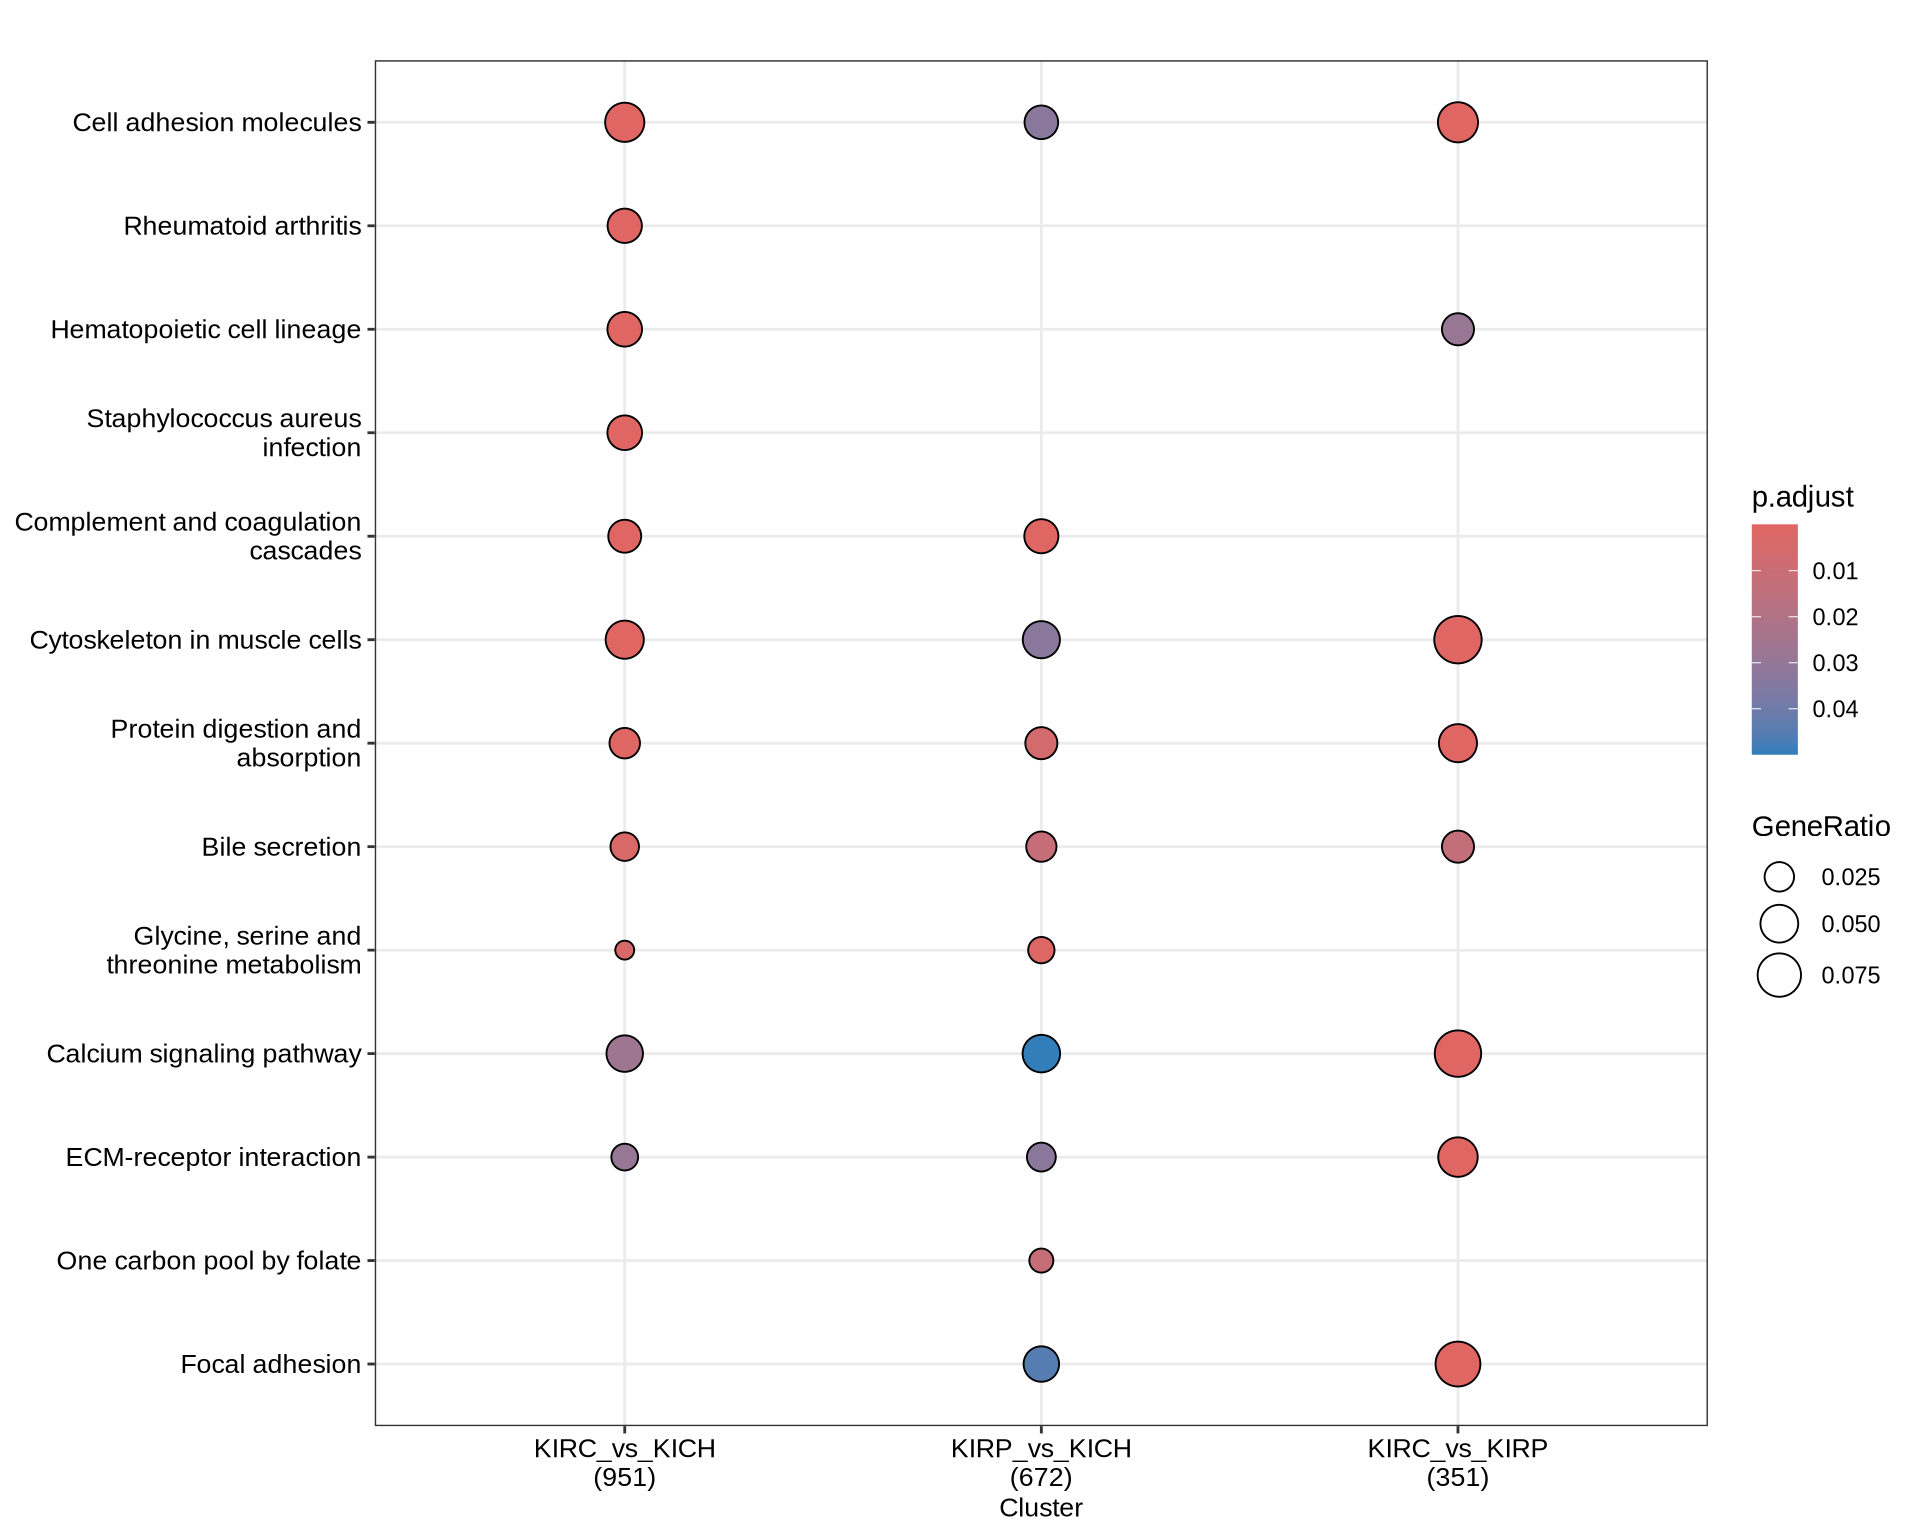 Cell adhesion molecules
Rheumatoid arthritis
Hematopoietic cell lineage
Staphylococcus aureus
infection
Complement and coagulation
cascades
Cytoskeleton in muscle cells
Protein digestion and
absorption
Bile secretion
Glycine, serine and
threonine metabolism
Calcium signaling pathway
ECM-receptor interaction
One carbon pool by folate
Focal adhesion
KIRC_vs_KICH
(951)
KIRP_vs_KICH
(672)
KIRC_vs_KIRP
(351)
Cluster
p.adjust
0.01
0.02
0.03
0.04
GeneRatio
0.025
0.050
0.075